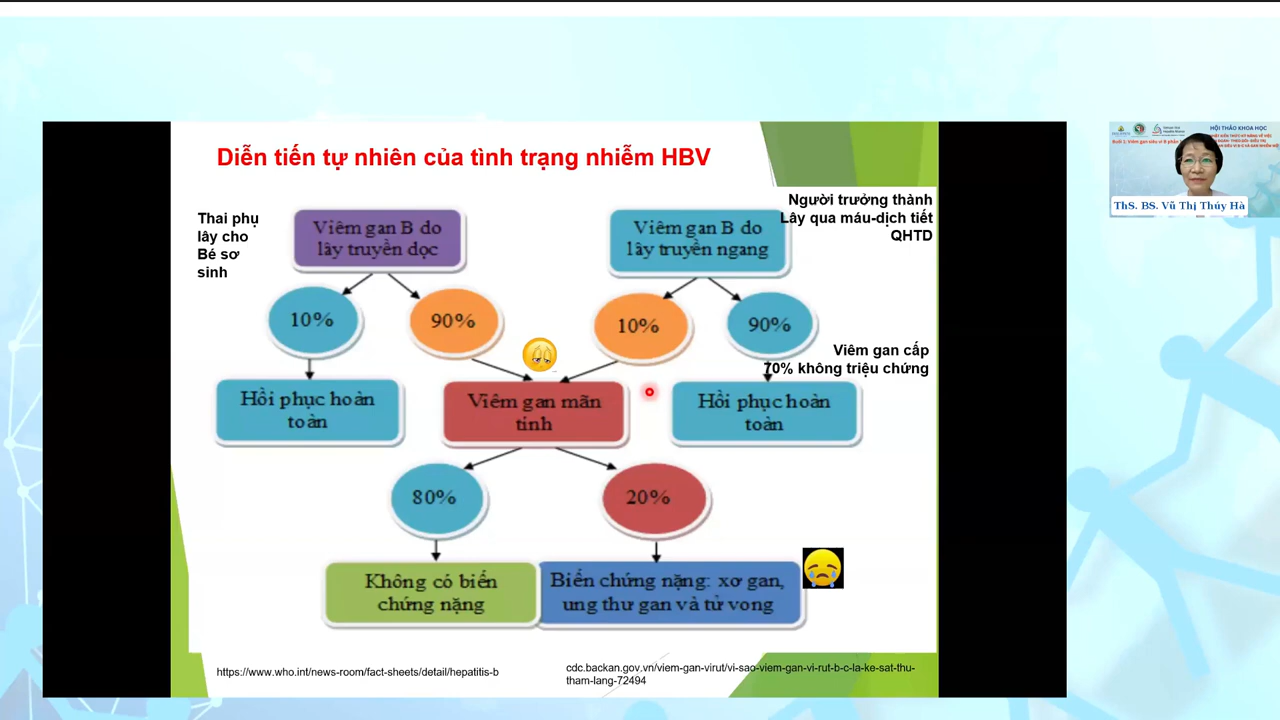 Diễn tiến tự nhiên của tình trạng nhiễm HBV
Thai phụ
lây cho
Bé sơ
sinh
Viêm gan B do
lây truyền dọc
Viêm gan B do
lây truyền ngang
Người trưởng thành
Lây qua máu-dịch tiết
QHTD
10%
90%
10%
90%
Viêm gan cấp
70% không triệu chứng
Hồi phục hoàn
toàn
Viêm gan mãn
tính
Hồi phục hoàn
toàn
80%
20%
Không có biến
chứng nặng
Biến chứng nặng: xơ gan,
ung thư gan và tử vong
https://www.who.int/news-room/fact-sheets/detail/hepatitis-b
cdc.backan.gov.vn/viem-gan-virut/vi-sao-viem-gan-vi-rut-b-c-la-ke-sat-thu-
tham-lang-72494
HỘI THẢO KHOA HỌC
ThS. BS. Vũ Thị Thúy Hà